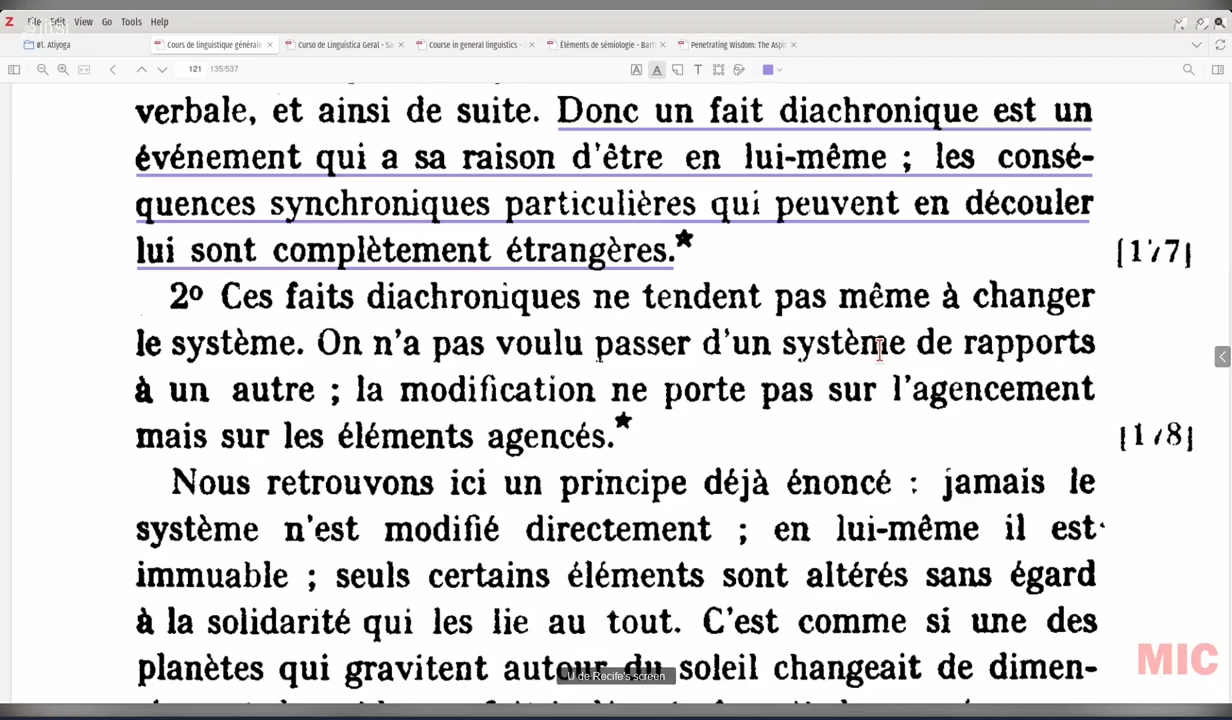 File Edit View Go Tools Help
01. Atiyoga
Cours de linguistique générale
Curso de Linguística Geral - Sa
Course in general linguistics -
Éléments de sémiologie - Bart
Penetrating Wisdom: The Aspi
121 135/537
verbale, et ainsi de suite. Donc un fait diachronique est un
événement qui a sa raison d'être en lui-même ; les consé-
quences synchroniques particulières qui peuvent en découler
lui sont complètement étrangères.★
[177]
2º Ces faits diachroniques ne tendent pas même à changer
le système. On n'a pas voulu passer d'un système de rapports
à un autre ; la modification ne porte pas sur l'agencement
mais sur les éléments agencés.★
[178]
Nous retrouvons ici un principe déjà énoncé : jamais le
système n'est modifié directement ; en lui-même il est
immuable ; seuls certains éléments sont altérés sans égard
à la solidarité qui les lie au tout. C'est comme si une des
planètes qui gravitent autour du soleil changeait de dimen-
U de Recife's screen
MIC